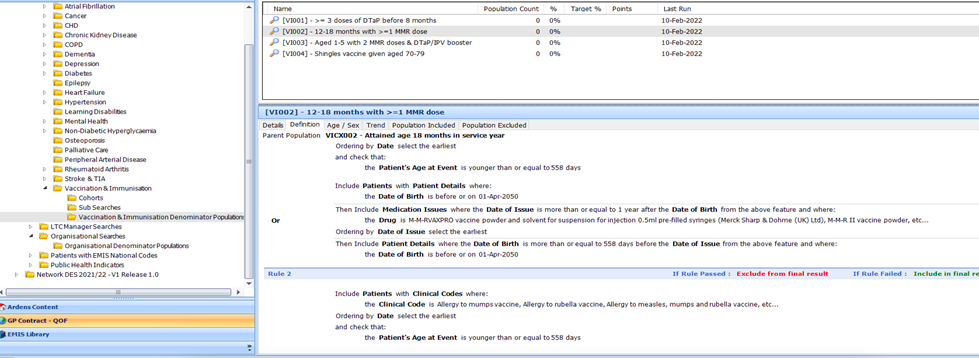 Atrial Fibrillation
Cancer
CHD
Chronic Kidney Disease
COPD
Dementia
Depression
Diabetes
Epilepsy
Heart Failure
Hypertension
Learning Disabilities
Mental Health
Non-Diabetic Hyperglycaemia
Osteoporosis
Palliative Care
Peripheral Arterial Disease
Rheumatoid Arthritis
Stroke & TIA
Vaccination & Immunisation
Cohorts
Sub Searches
Vaccination & Immunisation Denominator Populations
LTC Manager Searches
Organisational Searches
Organisational Denominator Populations
Patients with EMIS National Codes
Public Health Indicators
Network DES 2021/22 - V1 Release 1.0
Ardens Content
GP Contract - QOF
EMIS Library
Name Population Count % Target % Points Last Run
[VI001] - >= 3 doses of DTaP before 8 months 0 0% 10-Feb-2022
[VI002] - 12-18 months with >=1 MMR dose 0 0% 10-Feb-2022
[VI003] - Aged 1-5 with 2 MMR doses & DTaP/IPV booster 0 0% 10-Feb-2022
[VI004] - Shingles vaccine given aged 70-79 0 0% 10-Feb-2022
[VI002] - 12-18 months with >=1 MMR dose
Details Definition Age / Sex Trend Population Included Population Excluded
Parent Population VICX002 - Attained age 18 months in service year
Ordering by Date select the earliest
and check that:
the Patient's Age at Event is younger than or equal to 558 days
Include Patients with Patient Details where:
the Date of Birth is before or on 01-Apr-2050
Then Include Medication Issues where the Date of Issue is more than or equal to 1 year after the Date of Birth from the above feature and where:
Or the Drug is M-M-RVAXPRO vaccine powder and solvent for suspension for injection 0.5ml pre-filled syringes (Merck Sharp & Dohme (UK) Ltd), M-M-R II vaccine powder, etc...
Ordering by Date of Issue select the earliest
Then Include Patient Details where the Date of Birth is more than or equal to 558 days before the Date of Issue from the above feature and where:
the Date of Birth is before or on 01-Apr-2050
Rule 2 If Rule Passed : Exclude from final result If Rule Failed : Include in final re
Include Patients with Clinical Codes where:
the Clinical Code is Allergy to mumps vaccine, Allergy to rubella vaccine, Allergy to measles, mumps and rubella vaccine, etc...
Ordering by Date select the earliest
and check that:
the Patient's Age at Event is younger than or equal to 558 days